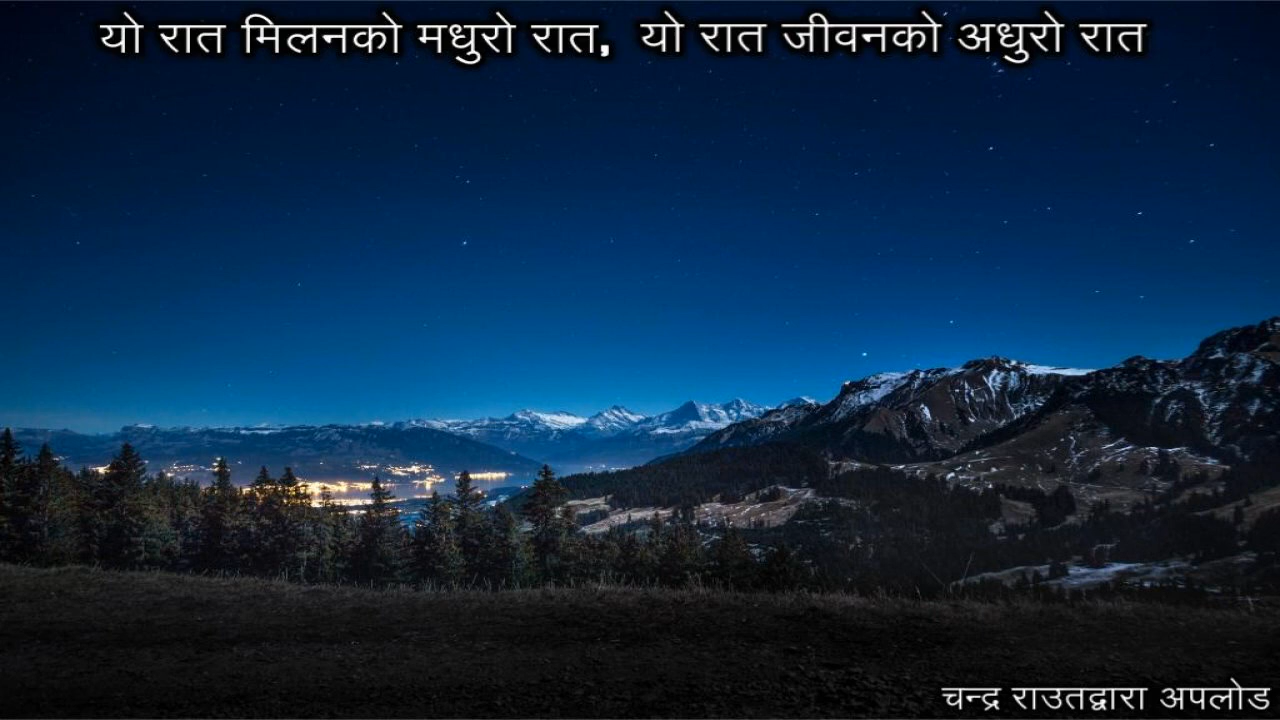 यो रात मिलनको मधुरो रात, यो रात जीवनको अधुरो रात
चन्द्र राउतद्वारा अपलोड